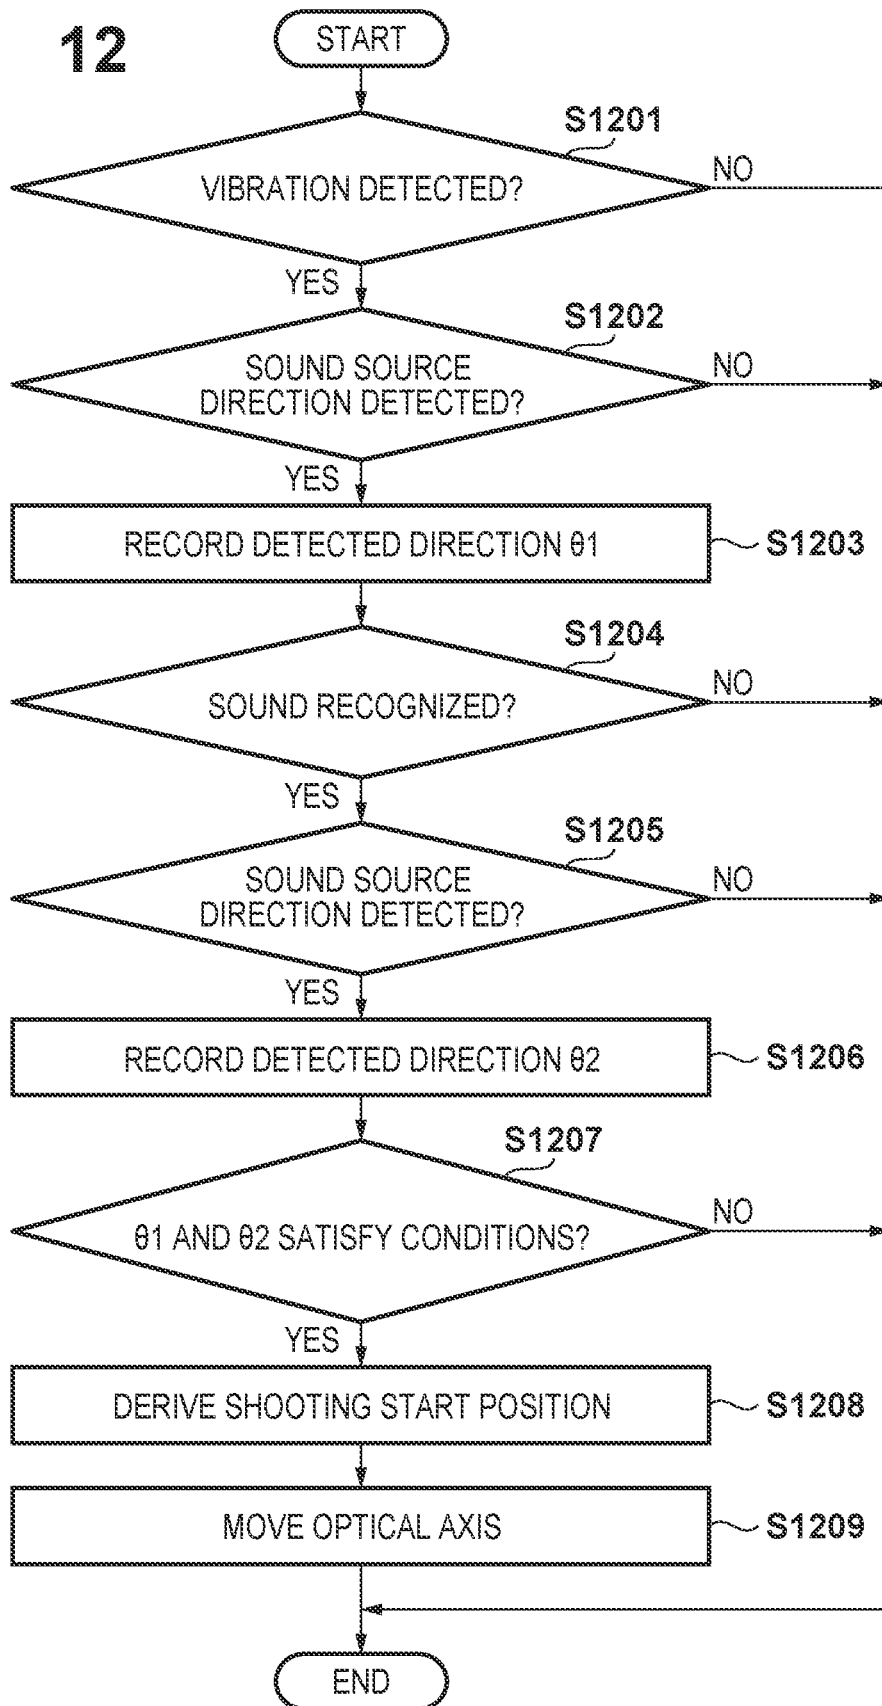 12
START
S1201
VIBRATION DETECTED?
NO
YES
S1202
SOUND SOURCE
DIRECTION DETECTED?
NO
YES
RECORD DETECTED DIRECTION θ1
S1203
S1204
SOUND RECOGNIZED?
NO
YES
S1205
SOUND SOURCE
DIRECTION DETECTED?
NO
YES
RECORD DETECTED DIRECTION θ2
S1206
S1207
θ1 AND θ2 SATISFY CONDITIONS?
NO
YES
DERIVE SHOOTING START POSITION
S1208
MOVE OPTICAL AXIS
S1209
END